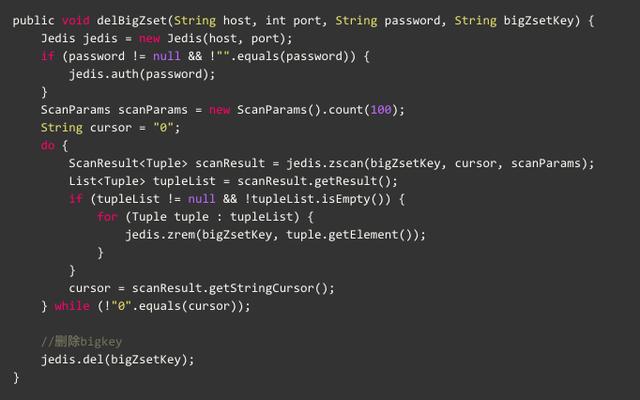 public void delBigZset(String host, int port, String password, String bigZsetKey) {
    Jedis jedis = new Jedis(host, port);
    if (password != null && !"".equals(password)) {
        jedis.auth(password);
    }
    ScanParams scanParams = new ScanParams().count(100);
    String cursor = "0";
    do {
        ScanResult<Tuple> scanResult = jedis.zscan(bigZsetKey, cursor, scanParams);
        List<Tuple> tupleList = scanResult.getResult();
        if (tupleList != null && !tupleList.isEmpty()) {
            for (Tuple tuple : tupleList) {
                jedis.zrem(bigZsetKey, tuple.getElement());
            }
        }
        cursor = scanResult.getStringCursor();
    } while (!"0".equals(cursor));

    //删除bigkey
    jedis.del(bigZsetKey);
}